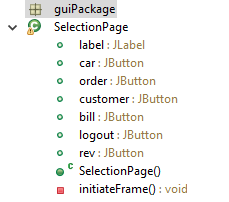 guiPackage
SelectionPage
label : JLabel
car : JButton
order : JButton
customer : JButton
bill : JButton
logout : JButton
rev : JButton
SelectionPage()
initiateFrame() : void